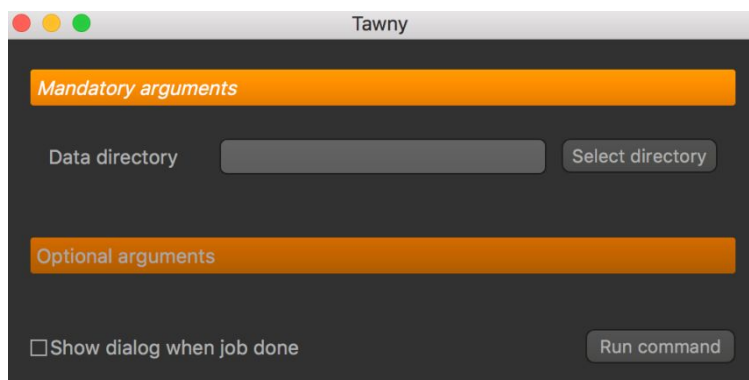 Tawny
Mandatory arguments
Data directory
Select directory
Optional arguments
Show dialog when job done
Run command